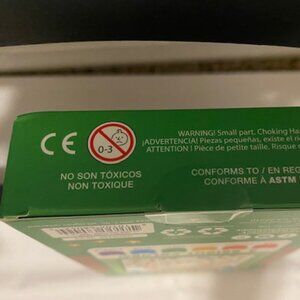 CE
0-3
WARNING! Small part. Choking Ha
¡ADVERTENCIA! Piezas pequeñas, existe el ri
ATTENTION ! Pièce de petite taille. Risque
NO SON TÓXICOS
NON TOXIQUE
CONFORMS TO / EN REG
CONFORME À ASTM